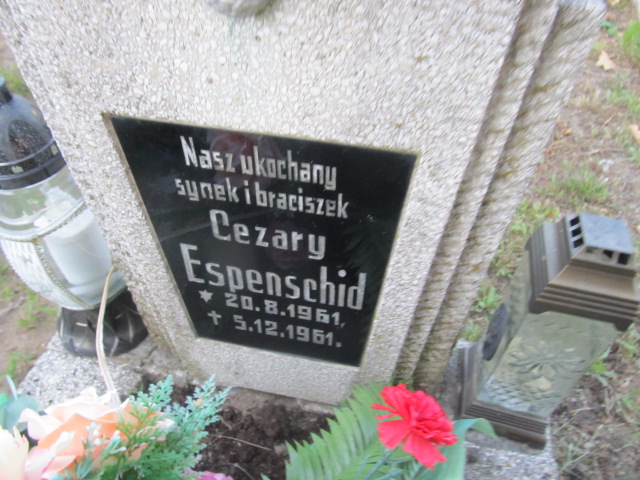 Nasz ukochany
synek i braciszek
Cezary
Espenschid
* 20.8.1961,
† 5.12.1961.